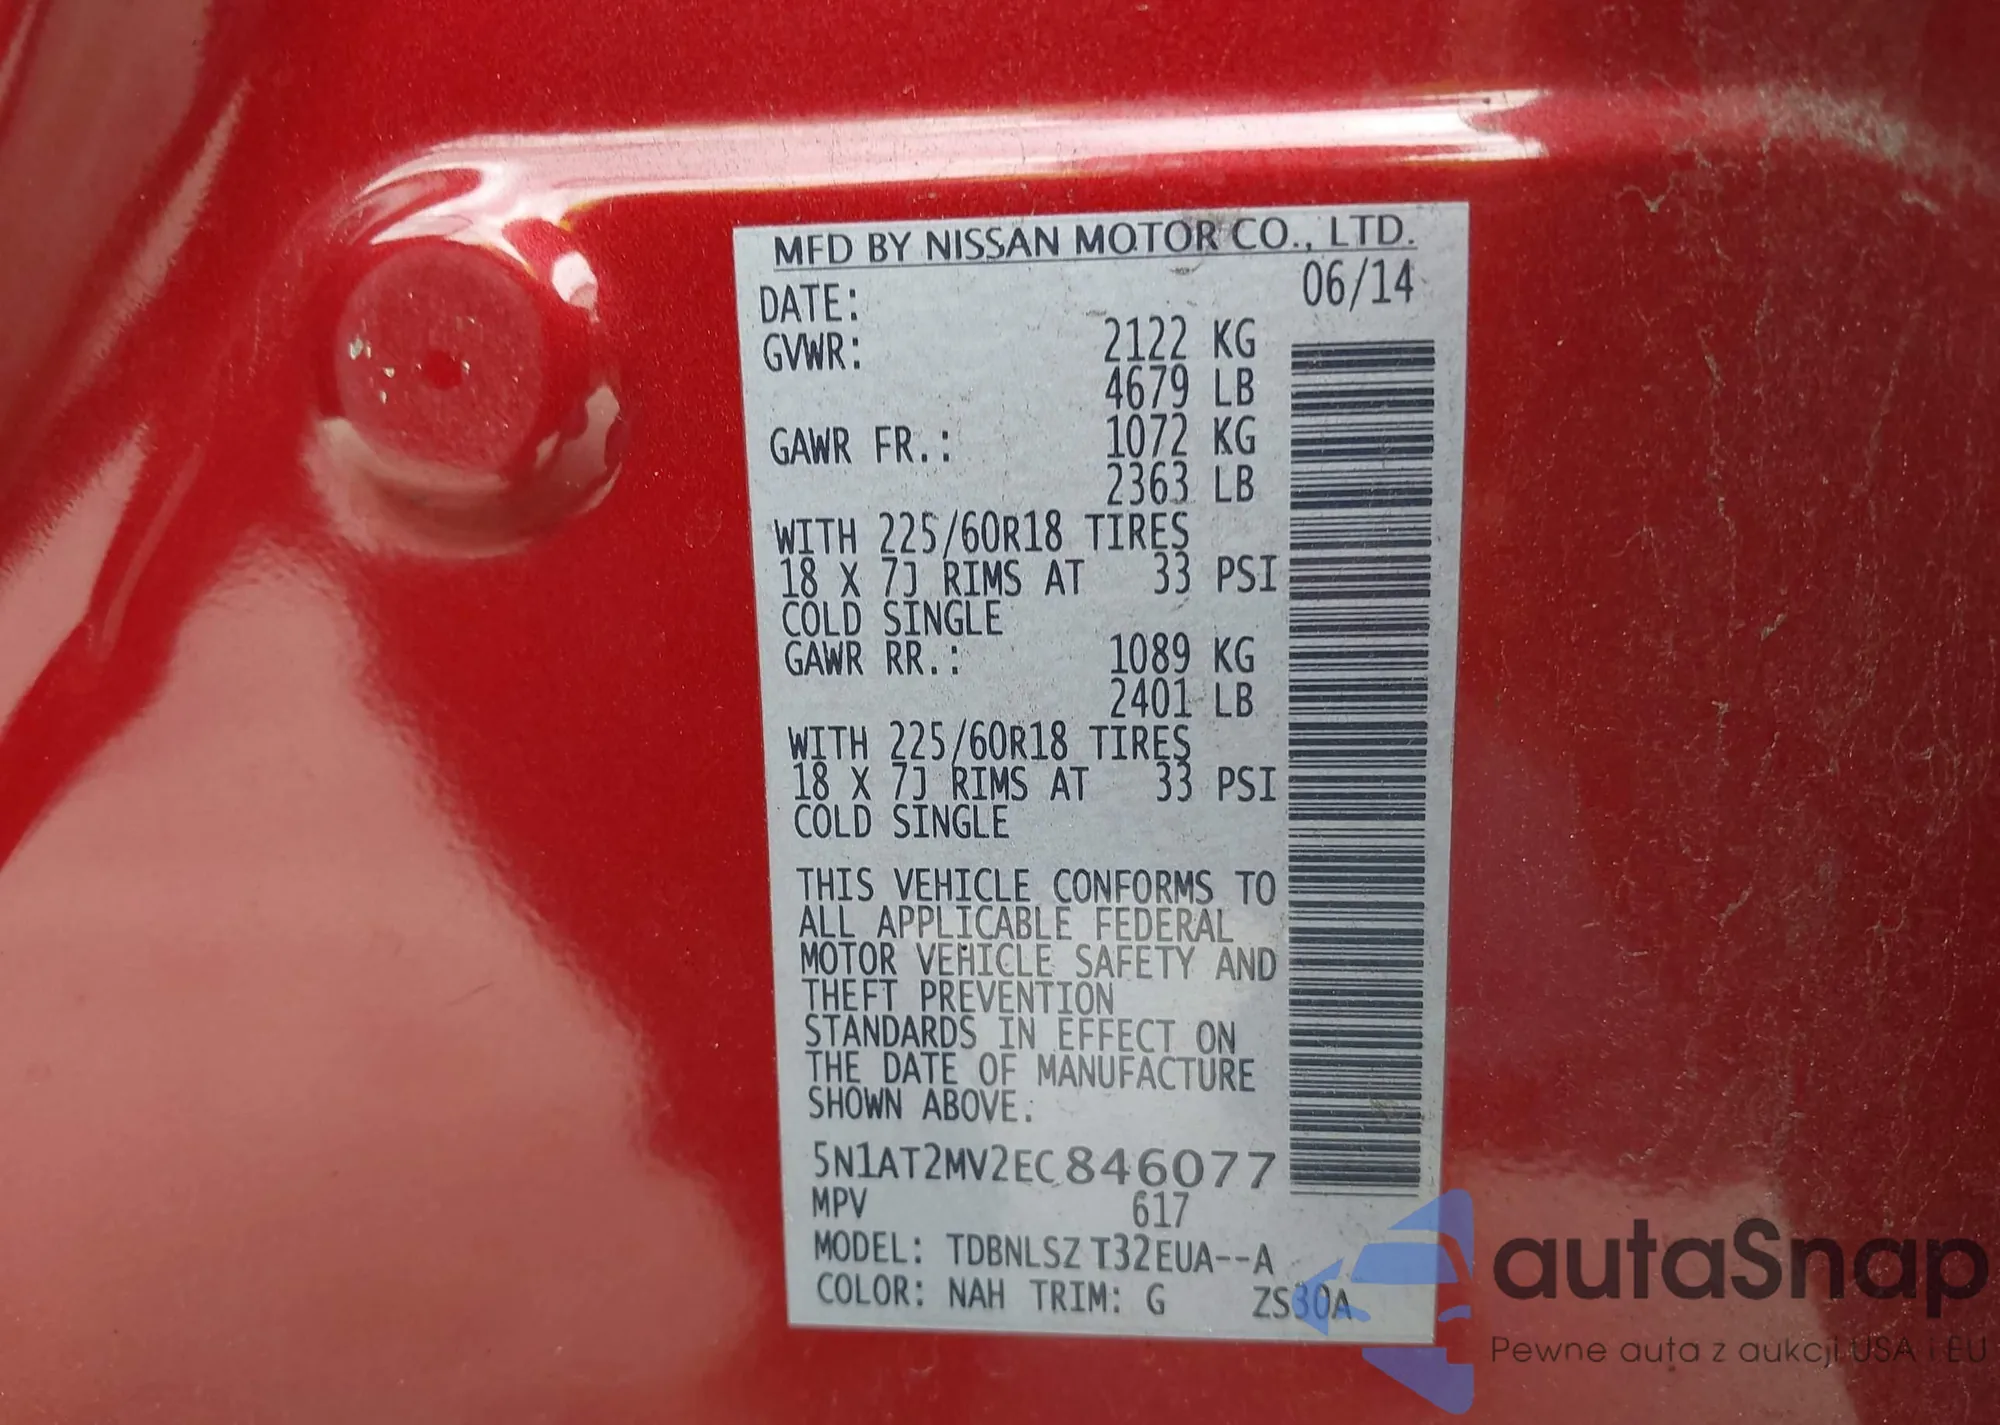 MFD BY NISSAN MOTOR CO., LTD.
DATE: 06/14
GVWR: 2122 KG
4679 LB
GAWR FR.: 1072 KG
2363 LB
WITH 225/60R18 TIRES
18 X 7J RIMS AT 33 PSI
COLD SINGLE
GAWR RR.: 1089 KG
2401 LB
WITH 225/60R18 TIRES
18 X 7J RIMS AT 33 PSI
COLD SINGLE
THIS VEHICLE CONFORMS TO
ALL APPLICABLE FEDERAL
MOTOR VEHICLE SAFETY AND
THEFT PREVENTION
STANDARDS IN EFFECT ON
THE DATE OF MANUFACTURE
SHOWN ABOVE.
5N1AT2MV2EC846077
MPV 617
MODEL: TDBNLSZ T32EUA--A
COLOR: NAH TRIM: G ZS30A
autaSnap
Pewne auta z aukcji USA i EU